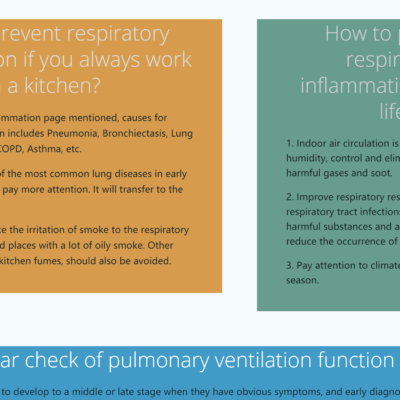 revent respiratory
on if you always work
a kitchen?
mmation page mentioned, causes for
n includes Pneumonia, Bronchiectasis, Lung
COPD, Asthma, etc.
of the most common lung diseases in early
pay more attention. It will transfer to the
e the irritation of smoke to the respiratory
d places with a lot of oily smoke. Other
kitchen fumes, should also be avoided.
How to p
respir
inflammati
life
1. Indoor air circulation is
humidity, control and elim
harmful gases and soot.
2. Improve respiratory res
respiratory tract infection
harmful substances and a
reduce the occurrence of
3. Pay attention to climate
season.
ar check of pulmonary ventilation function
to develop to a middle or late stage when they have obvious symptoms, and early diagno